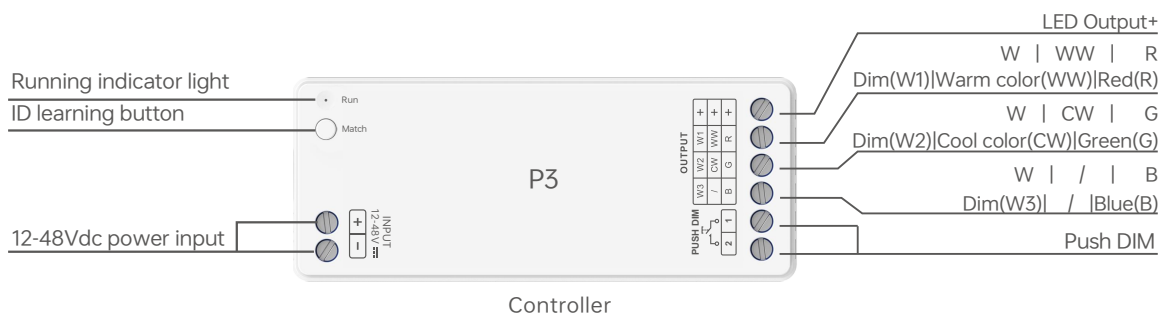 LED Output+
W | WW | R
Running indicator light
Dim(W1)|Warm color(WW)|Red(R)
Run
ID learning button
Match
W | CW | G
Dim(W2)|Cool color(CW)|Green(G)
OUTPUT
+ + +
W1 WW R
W2 CW G
W3 / B
P3
W | / | B
Dim(W3)| / |Blue(B)
12-48Vdc power input
+
−
INPUT
12-48V
PUSH DIM
1
2
Push DIM
Controller